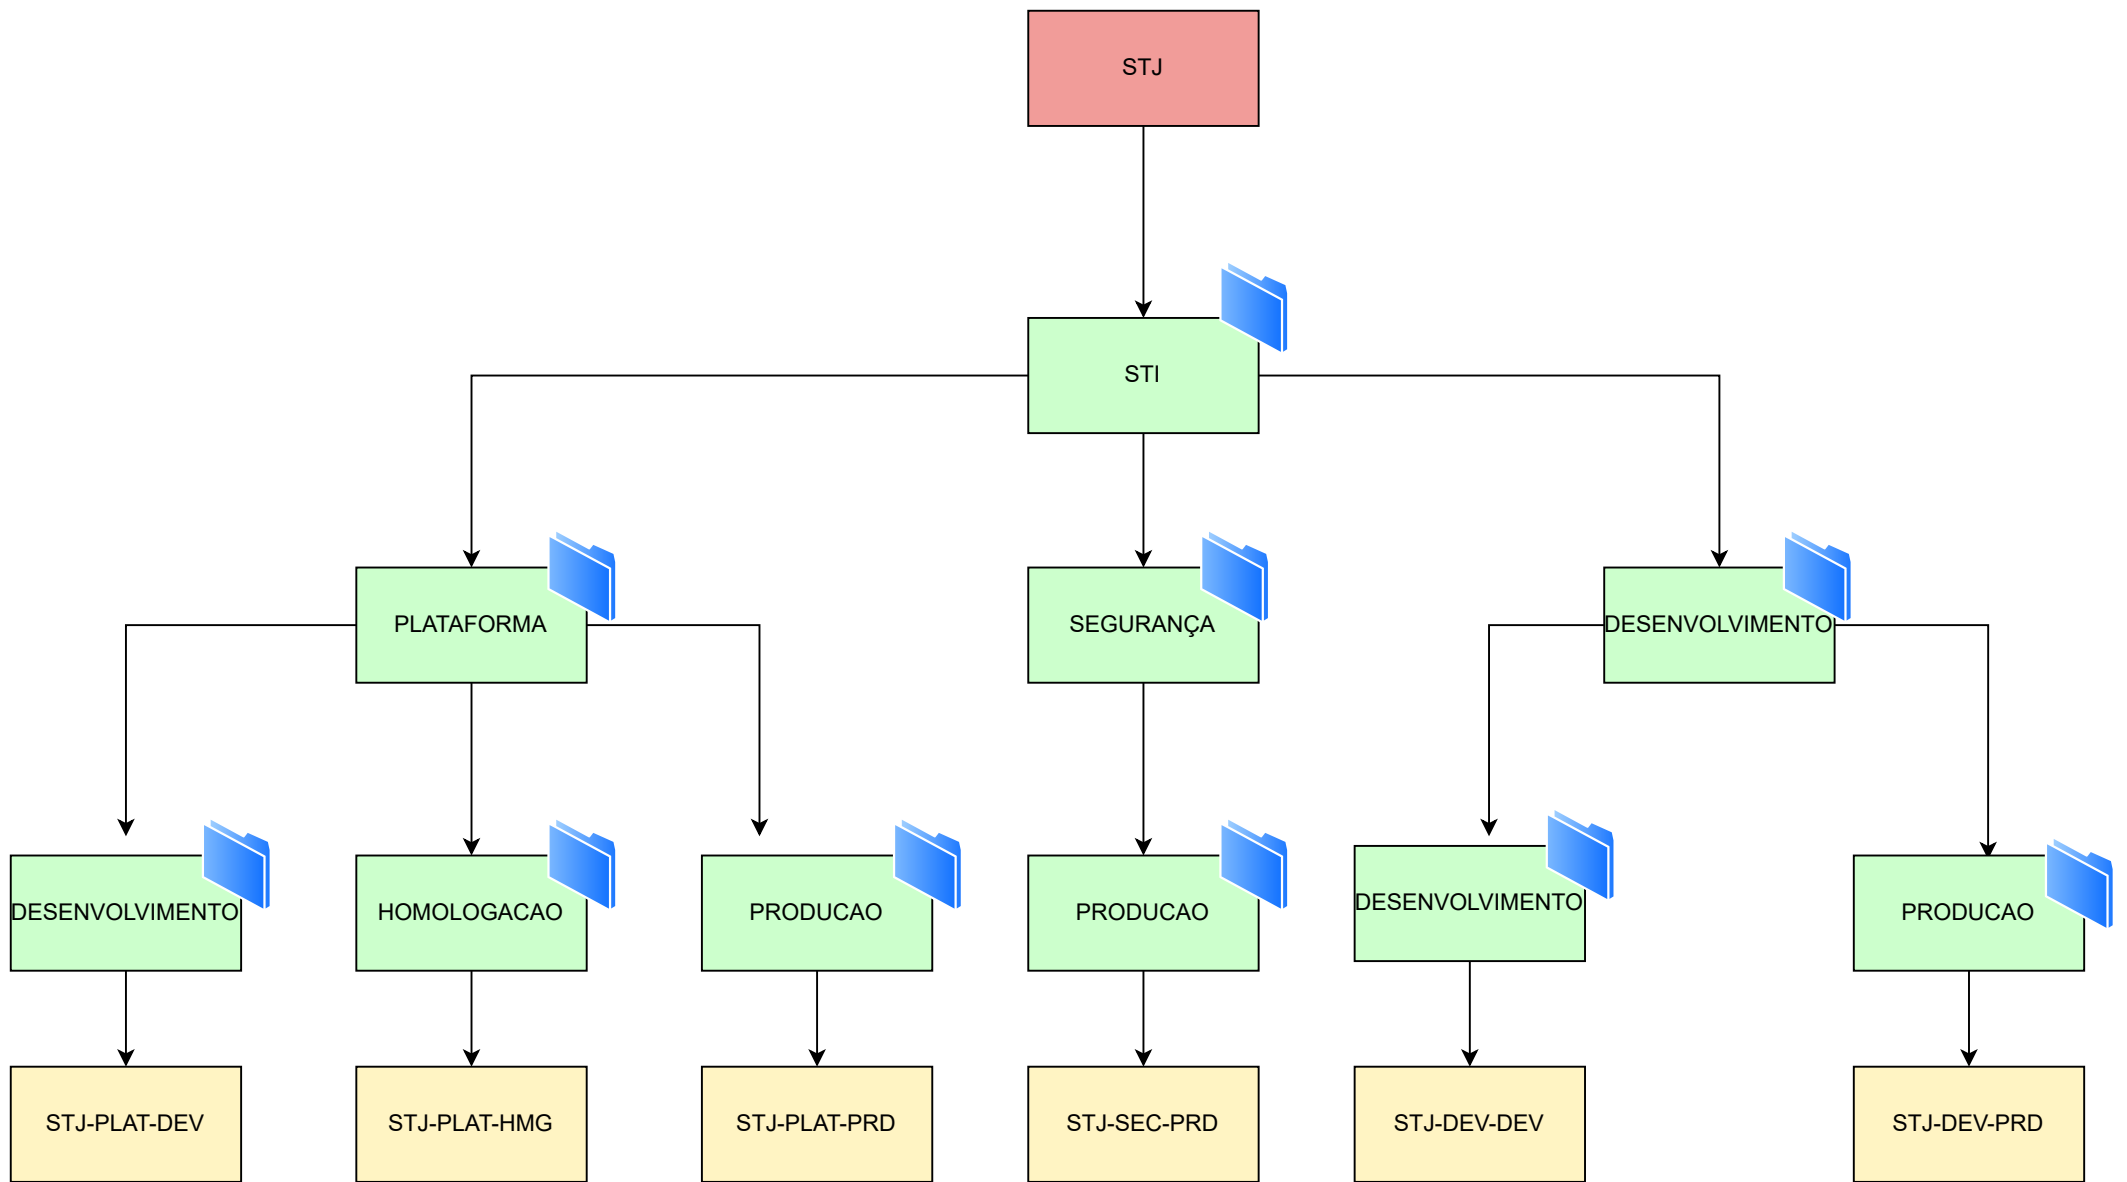 STJ
STI
PLATAFORMA
SEGURANÇA
DESENVOLVIMENTO
DESENVOLVIMENTO
HOMOLOGACAO
PRODUCAO
PRODUCAO
DESENVOLVIMENTO
PRODUCAO
STJ-PLAT-DEV
STJ-PLAT-HMG
STJ-PLAT-PRD
STJ-SEC-PRD
STJ-DEV-DEV
STJ-DEV-PRD